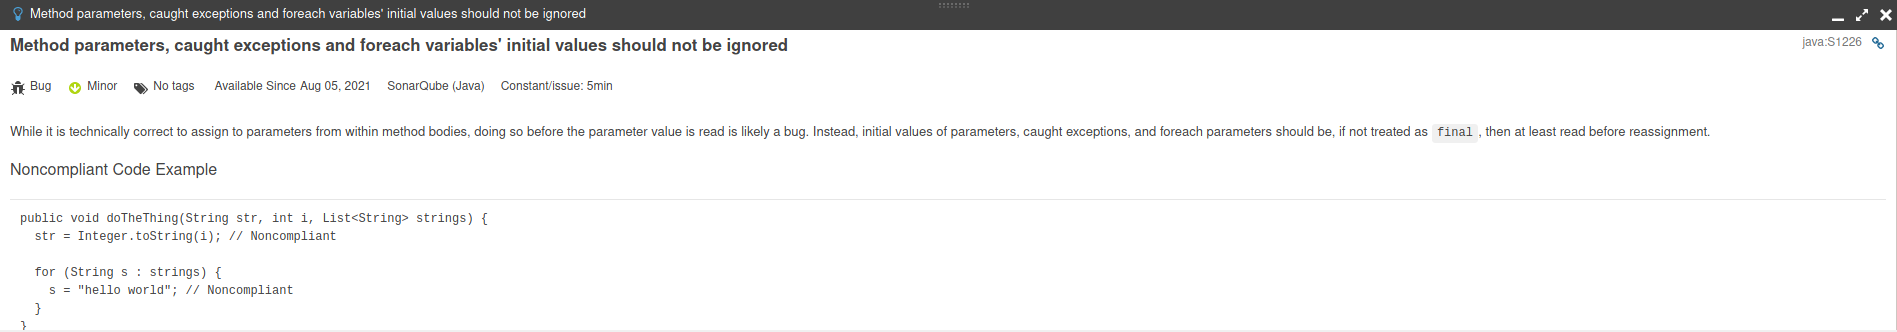 Method parameters, caught exceptions and foreach variables' initial values should not be ignored
Method parameters, caught exceptions and foreach variables' initial values should not be ignored
java:S1226
Bug Minor No tags Available Since Aug 05, 2021 SonarQube (Java) Constant/issue: 5min
While it is technically correct to assign to parameters from within method bodies, doing so before the parameter value is read is likely a bug. Instead, initial values of parameters, caught exceptions, and foreach parameters should be, if not treated as final, then at least read before reassignment.
Noncompliant Code Example
public void doTheThing(String str, int i, List<String> strings) {
  str = Integer.toString(i); // Noncompliant
  for (String s : strings) {
    s = "hello world"; // Noncompliant
  }
}